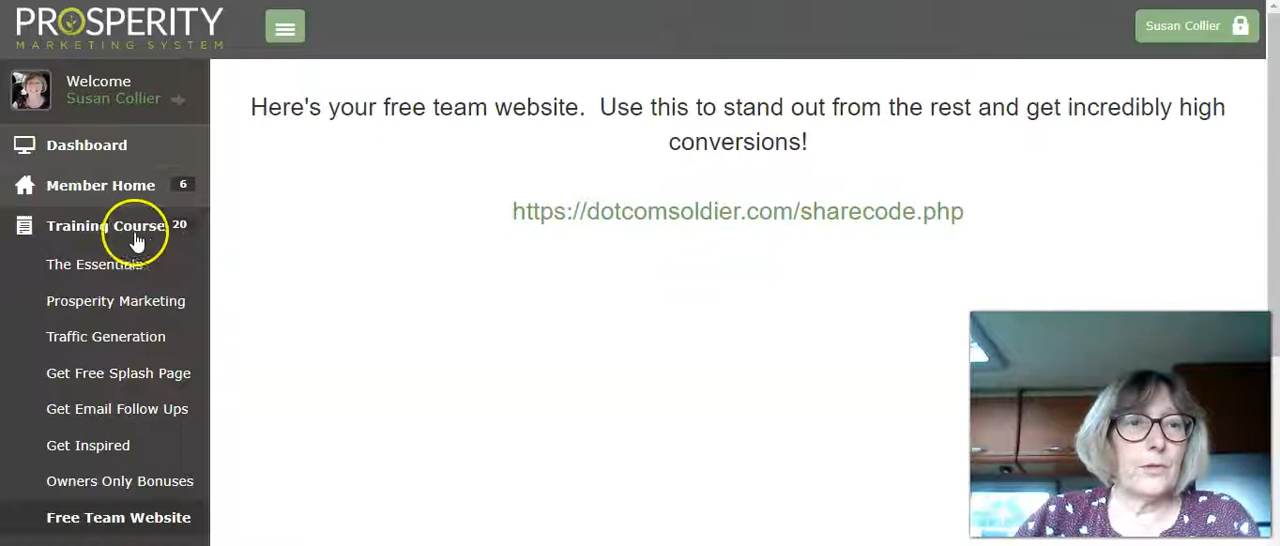 PROSPERITY
MARKETING SYSTEM
Susan Collier
Welcome
Susan Collier
Dashboard
Member Home 6
Training Course 20
The Essentials
Prosperity Marketing
Traffic Generation
Get Free Splash Page
Get Email Follow Ups
Get Inspired
Owners Only Bonuses
Free Team Website
Here's your free team website. Use this to stand out from the rest and get incredibly high
conversions!
https://dotcomsoldier.com/sharecode.php